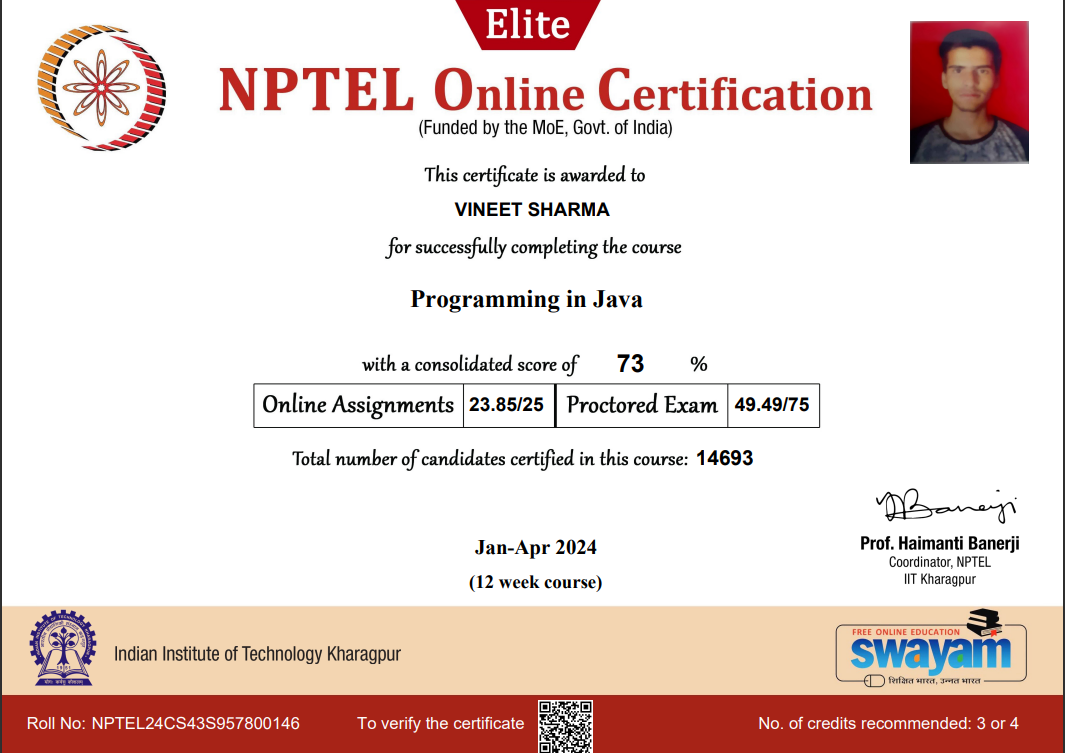 Elite
NPTEL Online Certification
(Funded by the MoE, Govt. of India)
This certificate is awarded to
VINEET SHARMA
for successfully completing the course
Programming in Java
with a consolidated score of 73 %
Online Assignments 23.85/25 Proctored Exam 49.49/75
Total number of candidates certified in this course: 14693
Jan-Apr 2024
(12 week course)
Prof. Haimanti Banerji
Coordinator, NPTEL
IIT Kharagpur
Indian Institute of Technology Kharagpur
FREE ONLINE EDUCATION
swayam
शिक्षित भारत, उन्नत भारत
Roll No: NPTEL24CS43S957800146 To verify the certificate No. of credits recommended: 3 or 4